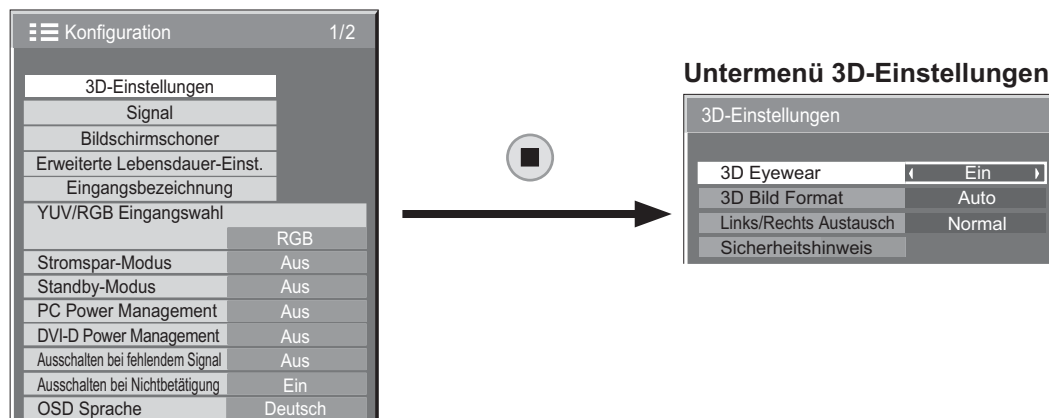 Konfiguration 1/2
3D-Einstellungen
Signal
Bildschirmschoner
Erweiterte Lebensdauer-Einst.
Eingangsbezeichnung
YUV/RGB Eingangswahl
RGB
Stromspar-Modus Aus
Standby-Modus Aus
PC Power Management Aus
DVI-D Power Management Aus
Ausschalten bei fehlendem Signal Aus
Ausschalten bei Nichtbetätigung Ein
OSD Sprache Deutsch
Untermenü 3D-Einstellungen
3D-Einstellungen
3D Eyewear Ein
3D Bild Format Auto
Links/Rechts Austausch Normal
Sicherheitshinweis